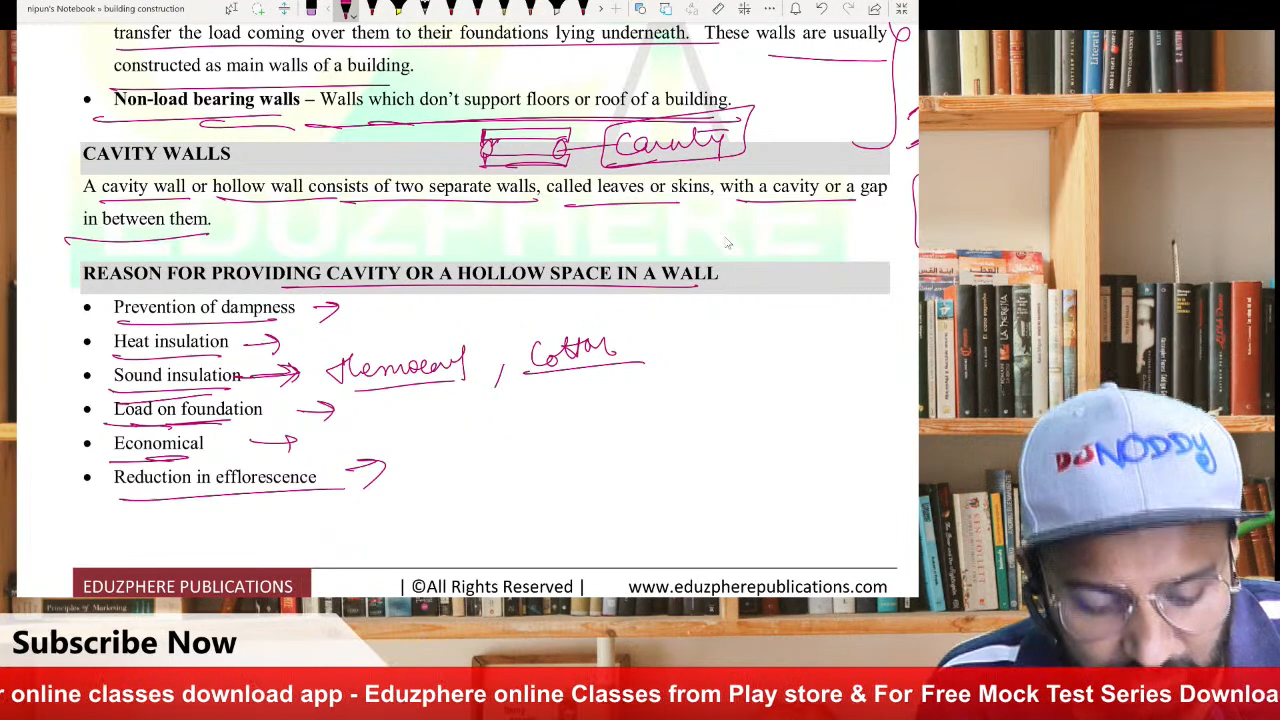 nipun's Notebook » building construction
transfer the load coming over them to their foundations lying underneath. These walls are usually
constructed as main walls of a building.
• Non-load bearing walls – Walls which don't support floors or roof of a building.
Cavity
CAVITY WALLS
A cavity wall or hollow wall consists of two separate walls, called leaves or skins, with a cavity or a gap
in between them.
EDUZPHERE
REASON FOR PROVIDING CAVITY OR A HOLLOW SPACE IN A WALL
• Prevention of dampness
• Heat insulation
• Sound insulation
, Cotton
• Load on foundation
• Economical
• Reduction in efflorescence
DJNODDY
EDUZPHERE PUBLICATIONS | ©All Rights Reserved | www.eduzpherepublications.com
Principles of Marketing
Subscribe Now
r online classes download app - Eduzphere online Classes from Play store & For Free Mock Test Series Downloa